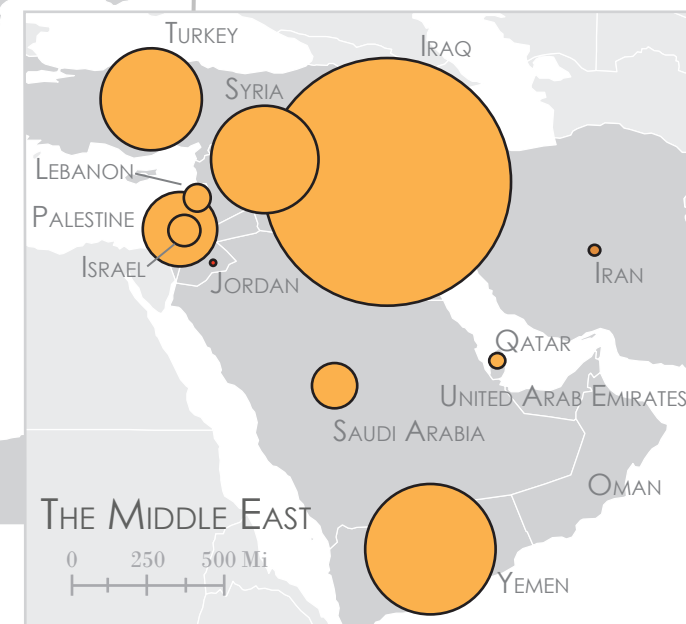 TURKEY
IRAQ
SYRIA
LEBANON
PALESTINE
ISRAEL
JORDAN
IRAN
QATAR
UNITED ARAB EMIRATES
SAUDI ARABIA
OMAN
THE MIDDLE EAST
0 250 500 Mi
YEMEN